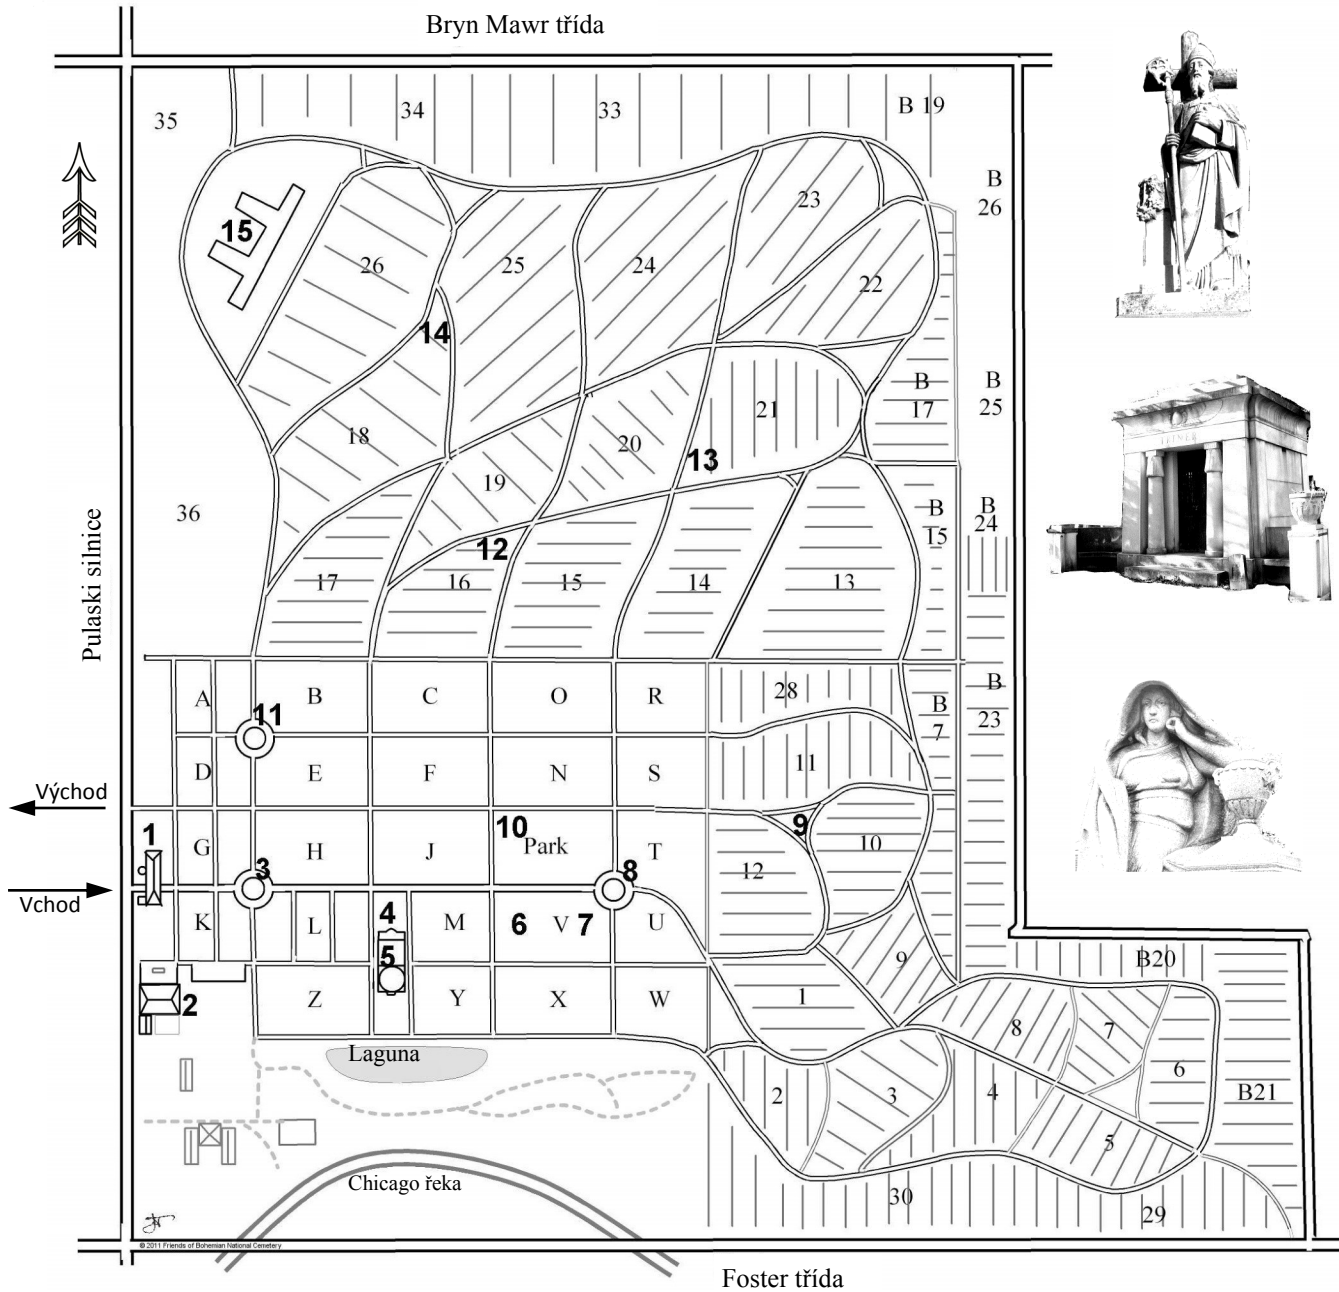 Bryn Mawr třída
35
34
33
B 19
B
26
15
23
26
25
24
22
14
B
17
B
25
21
18
20
13
19
36
B
15
B
24
12
17
16
15
14
13
Pulaski silnice
A
B
C
O
R
28
B
7
B
23
11
D
E
F
N
S
11
Východ
1
10
9
G
H
J
Park
T
10
3
8
12
Vchod
4
K
L
M
6
V
7
U
5
9
B20
2
Z
Y
X
W
1
8
7
Laguna
2
3
4
6
B21
5
Chicago řeka
30
29
© 2011 Friends of Bohemian National Cemetery
Foster třída